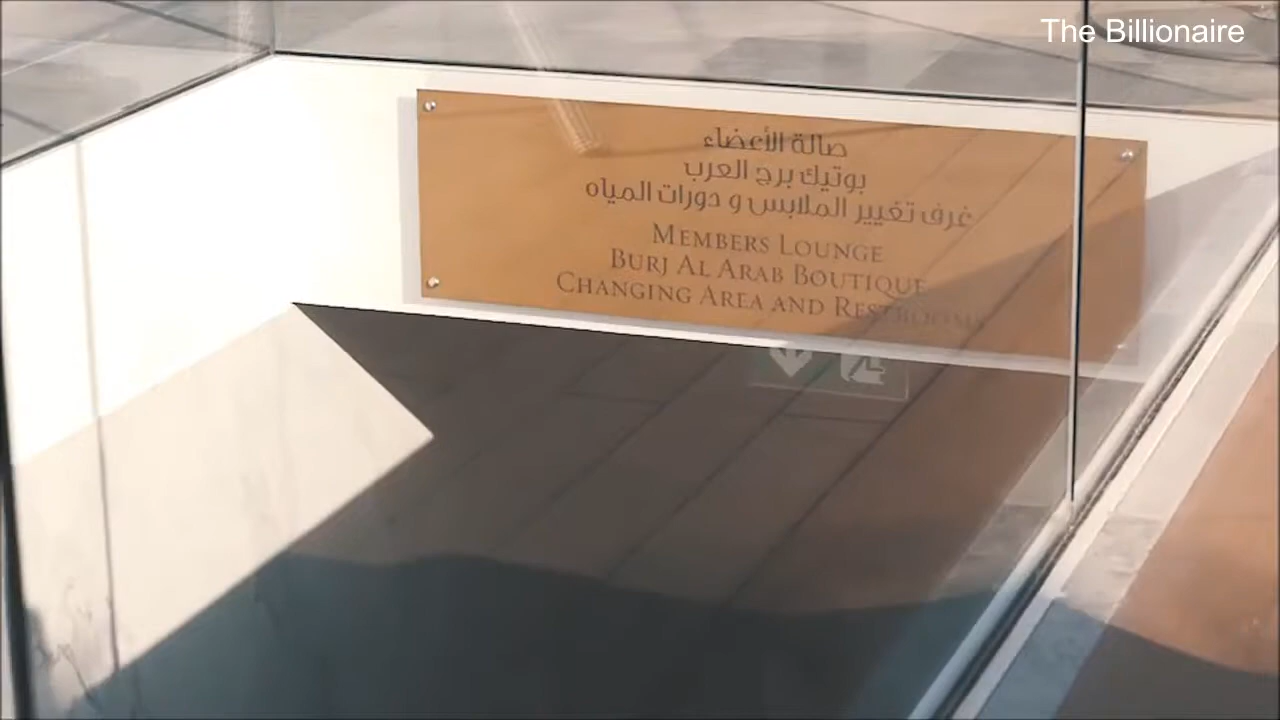 The Billionaire
صالة الأعضاء
بوتيك برج العرب
غرف تغيير الملابس و دورات المياه
MEMBERS LOUNGE
BURJ AL ARAB BOUTIQUE
CHANGING AREA AND RESTROOMS